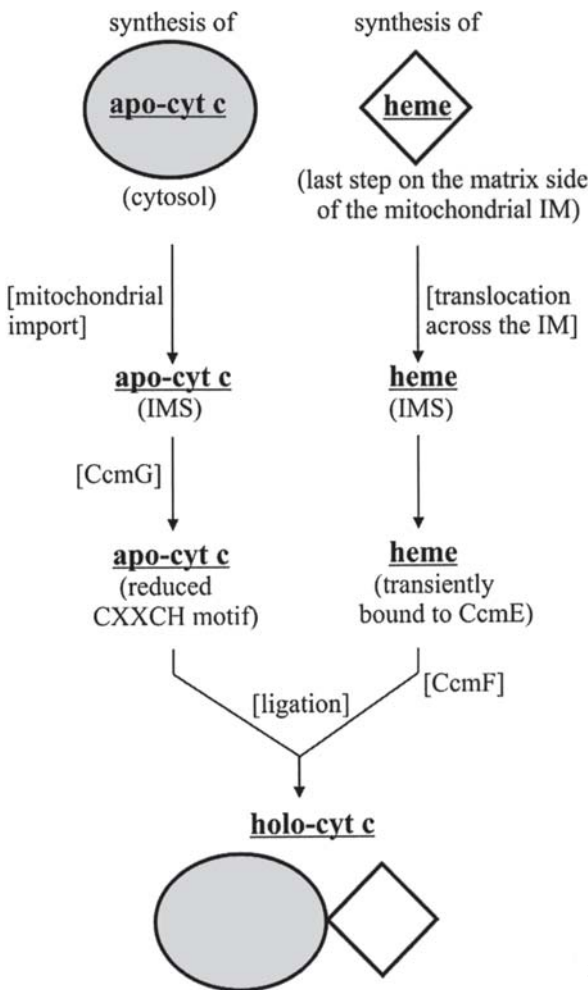 synthesis of
apo-cyt c
(cytosol)
[mitochondrial
import]
apo-cyt c
(IMS)
[CcmG]
apo-cyt c
(reduced
CXXCH motif)
synthesis of
heme
(last step on the matrix side
of the mitochondrial IM)
[translocation
across the IM]
heme
(IMS)
heme
(transiently
bound to CcmE)
[CcmF]
[ligation]
holo-cyt c